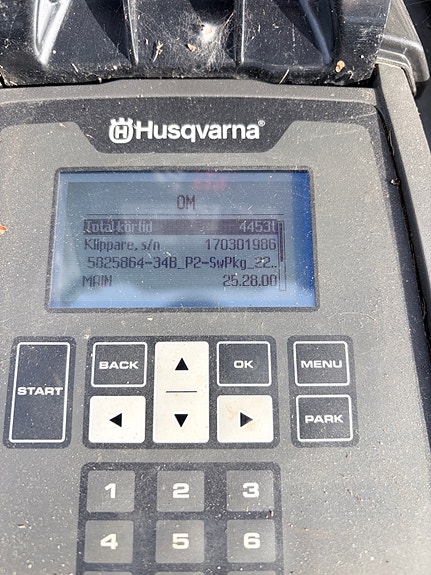 Husqvarna®
OM
Total körtid 4453t
Klippare, s/n 170301986
5825864-34B_P2-SwPkg_22..
MAIN 25.28.00
BACK ▲ OK MENU
START
◄ ▼ ► PARK
1 2 3
4 5 6